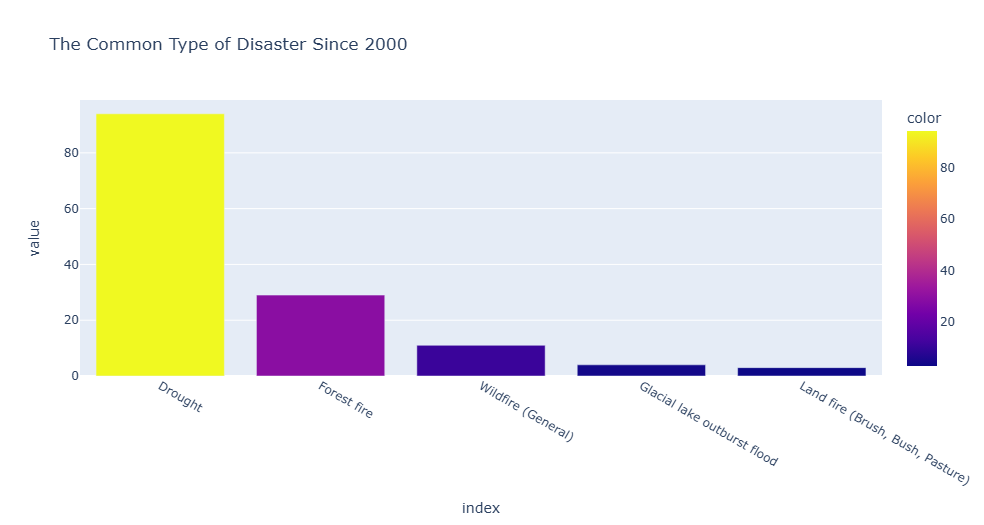 The Common Type of Disaster Since 2000
color
value
80
60
40
20
0
80
60
40
20
Drought
Forest fire
Wildfire (General)
Glacial lake outburst flood
Land fire (Brush, Bush, Pasture)
index